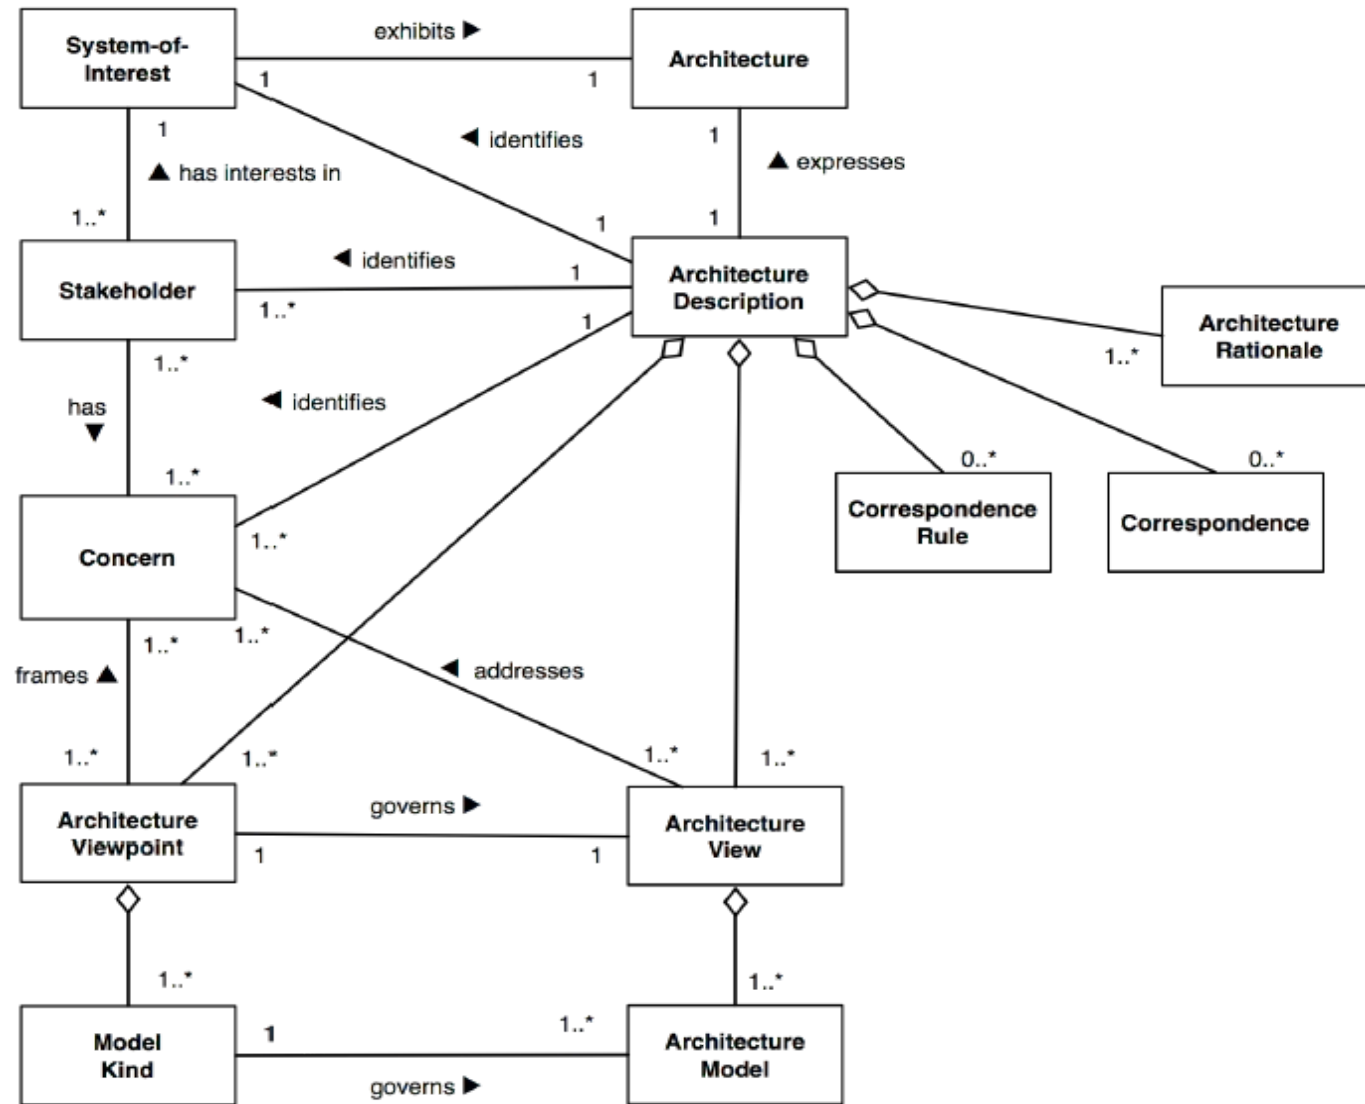 exhibits ►
System-of-
Interest
Architecture
1
1
1
1
◄ identifies
▲ has interests in
▲ expresses
1..*
1
1
◄ identifies
1
Stakeholder
1..*
Architecture
Description
1
1..*
Architecture
Rationale
1..*
has
▼
◄ identifies
1..*
0..*
0..*
Correspondence
Rule
Correspondence
Concern
1..*
1..*
1..*
frames ▲
◄ addresses
1..*
1..*
1..*
1..*
Architecture
Viewpoint
governs ►
Architecture
View
1
1
1..*
1..*
Model
Kind
1
1..*
Architecture
Model
governs ►